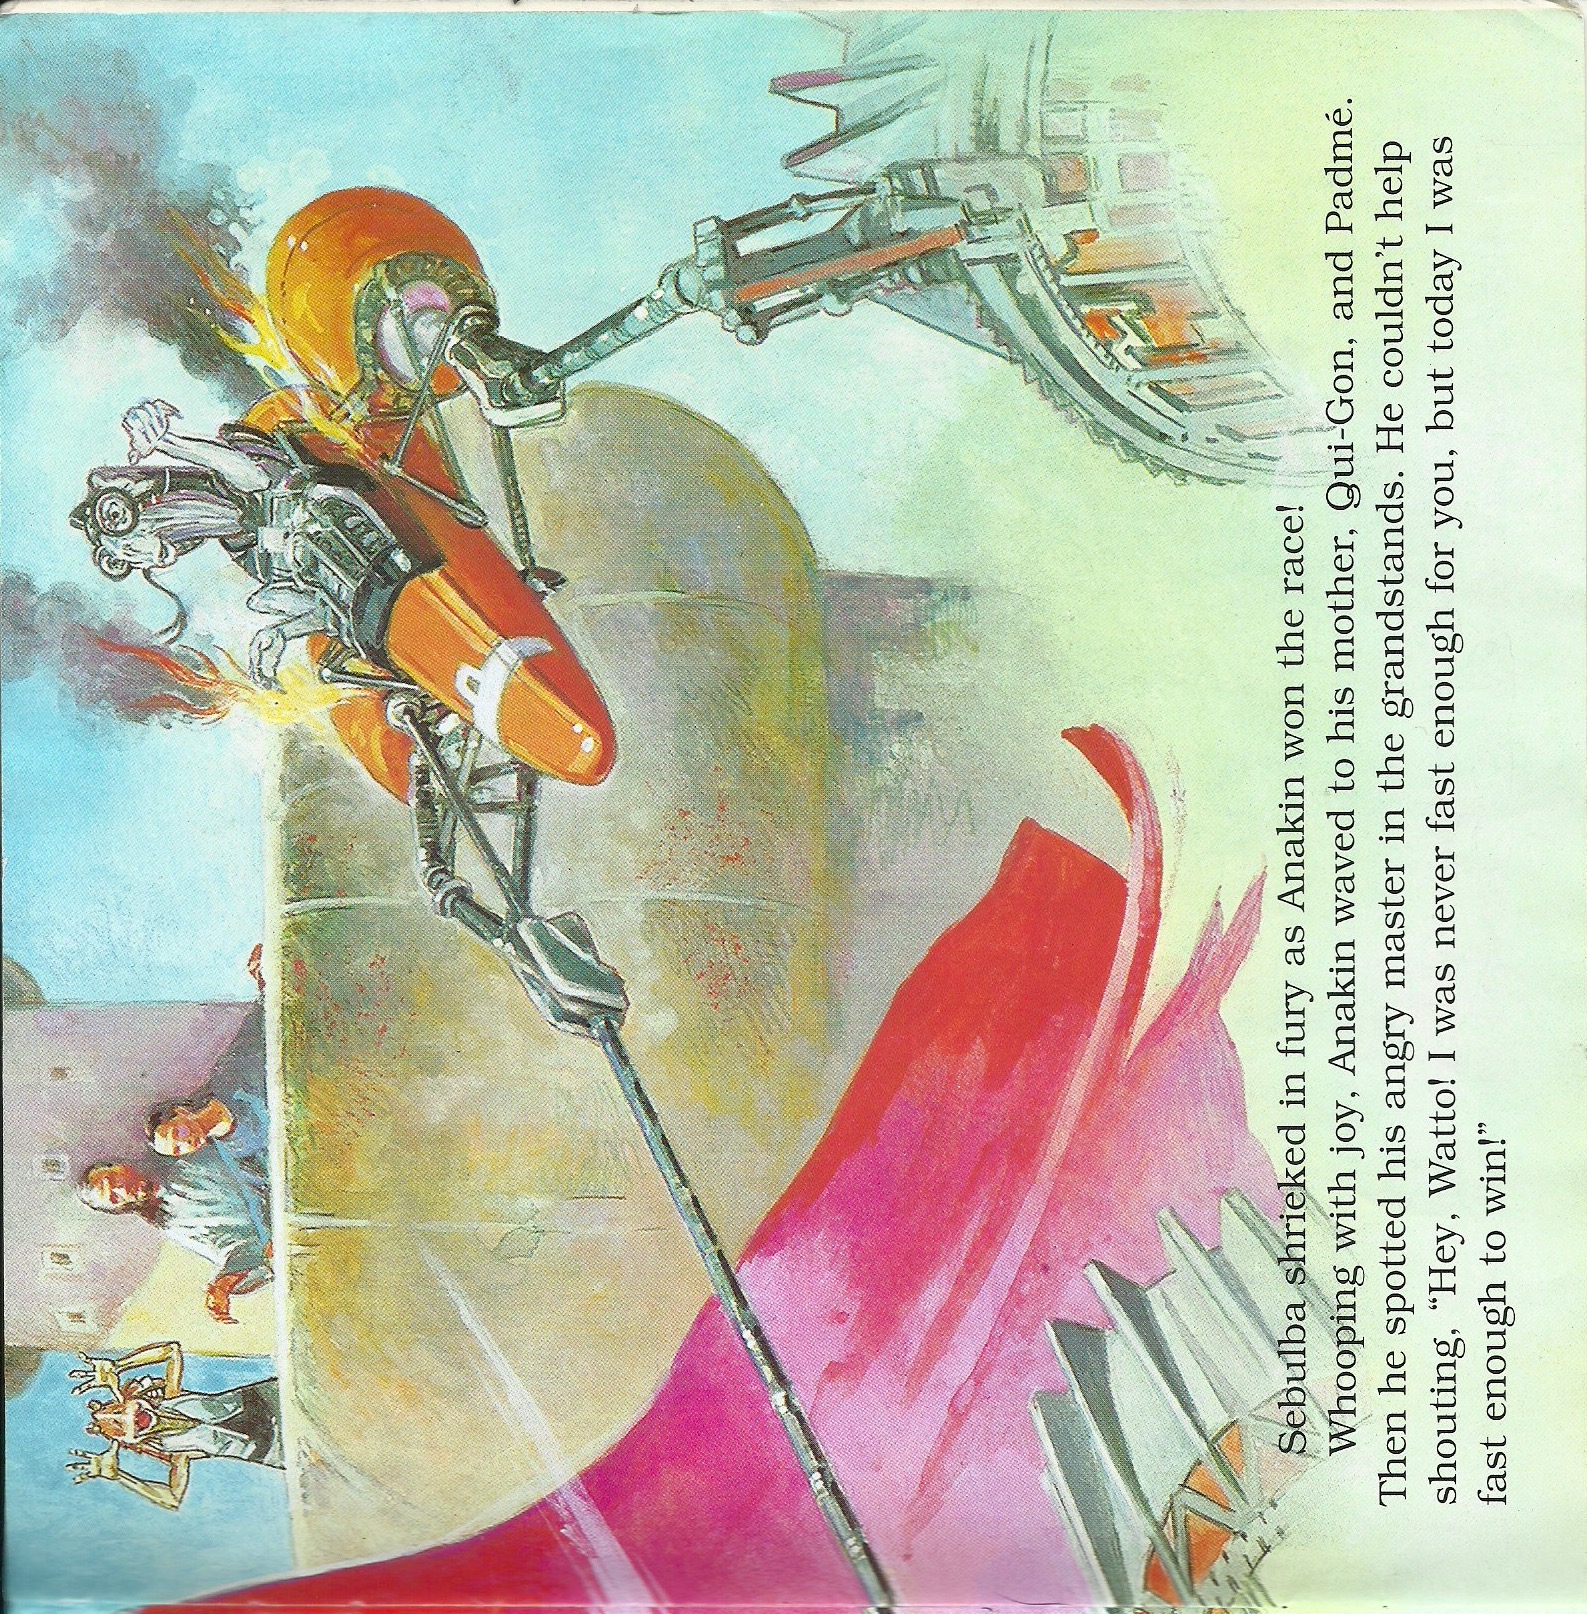 Sebulba shrieked in fury as Anakin won the race!
Whooping with joy, Anakin waved to his mother, Qui-Gon, and Padmé.
Then he spotted his angry master in the grandstands. He couldn't help
shouting, “Hey, Watto! I was never fast enough for you, but today I was
fast enough to win!”